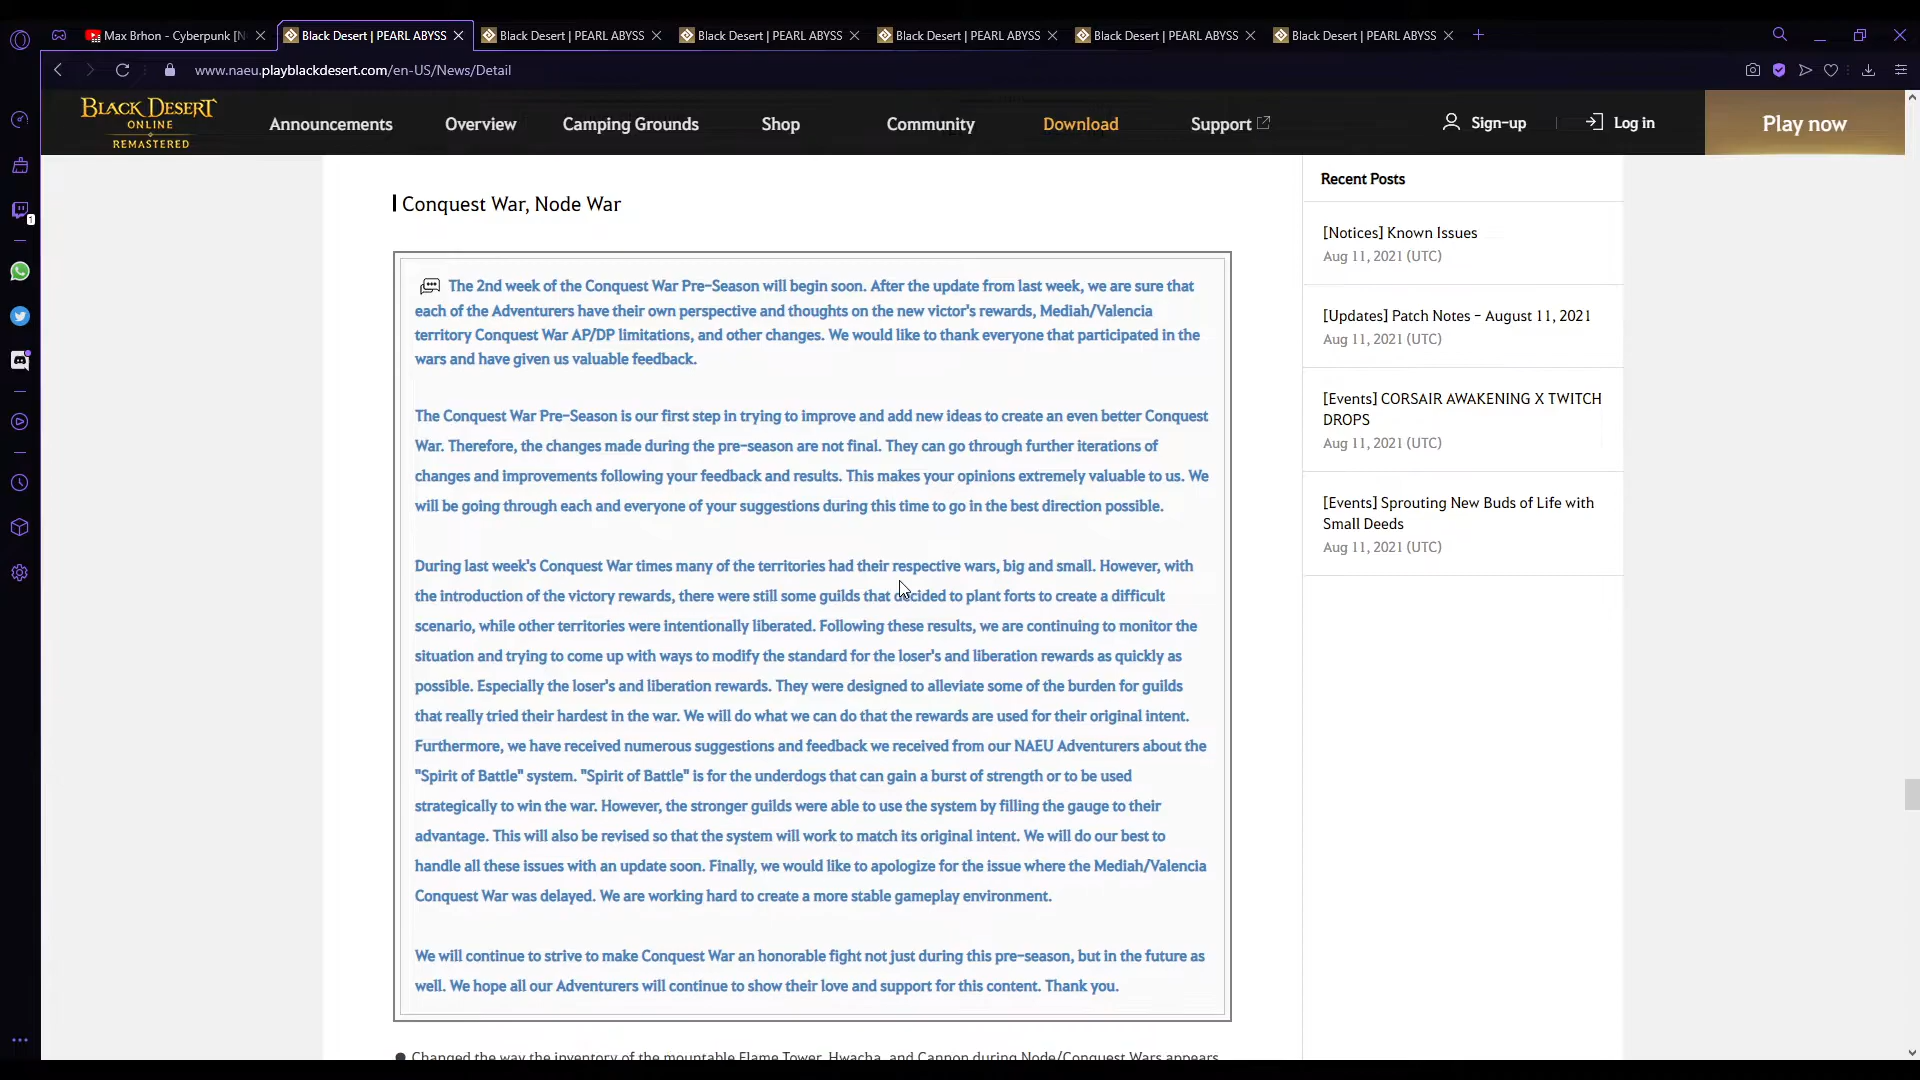 Max Brhon - Cyberpunk [N
Black Desert | PEARL ABYSS
Black Desert | PEARL ABYSS
Black Desert | PEARL ABYSS
Black Desert | PEARL ABYSS
Black Desert | PEARL ABYSS
Black Desert | PEARL ABYSS
www.naeu.playblackdesert.com/en-US/News/Detail
BLACK DESERT
ONLINE
REMASTERED
Announcements
Overview
Camping Grounds
Shop
Community
Download
Support
Sign-up
Log in
Play now
1
Conquest War, Node War
The 2nd week of the Conquest War Pre-Season will begin soon. After the update from last week, we are sure that
each of the Adventurers have their own perspective and thoughts on the new victor's rewards, Mediah/Valencia
territory Conquest War AP/DP limitations, and other changes. We would like to thank everyone that participated in the
wars and have given us valuable feedback.
The Conquest War Pre-Season is our first step in trying to improve and add new ideas to create an even better Conquest
War. Therefore, the changes made during the pre-season are not final. They can go through further iterations of
changes and improvements following your feedback and results. This makes your opinions extremely valuable to us. We
will be going through each and everyone of your suggestions during this time to go in the best direction possible.
During last week's Conquest War times many of the territories had their respective wars, big and small. However, with
the introduction of the victory rewards, there were still some guilds that decided to plant forts to create a difficult
scenario, while other territories were intentionally liberated. Following these results, we are continuing to monitor the
situation and trying to come up with ways to modify the standard for the loser's and liberation rewards as quickly as
possible. Especially the loser's and liberation rewards. They were designed to alleviate some of the burden for guilds
that really tried their hardest in the war. We will do what we can do that the rewards are used for their original intent.
Furthermore, we have received numerous suggestions and feedback we received from our NAEU Adventurers about the
"Spirit of Battle" system. "Spirit of Battle" is for the underdogs that can gain a burst of strength or to be used
strategically to win the war. However, the stronger guilds were able to use the system by filling the gauge to their
advantage. This will also be revised so that the system will work to match its original intent. We will do our best to
handle all these issues with an update soon. Finally, we would like to apologize for the issue where the Mediah/Valencia
Conquest War was delayed. We are working hard to create a more stable gameplay environment.
We will continue to strive to make Conquest War an honorable fight not just during this pre-season, but in the future as
well. We hope all our Adventurers will continue to show their love and support for this content. Thank you.
Changed the way the inventory of the mountable Flame Tower, Hwacha, and Cannon during Node/Conquest Wars appears
Recent Posts
[Notices] Known Issues
Aug 11, 2021 (UTC)
[Updates] Patch Notes - August 11, 2021
Aug 11, 2021 (UTC)
[Events] CORSAIR AWAKENING X TWITCH
DROPS
Aug 11, 2021 (UTC)
[Events] Sprouting New Buds of Life with
Small Deeds
Aug 11, 2021 (UTC)